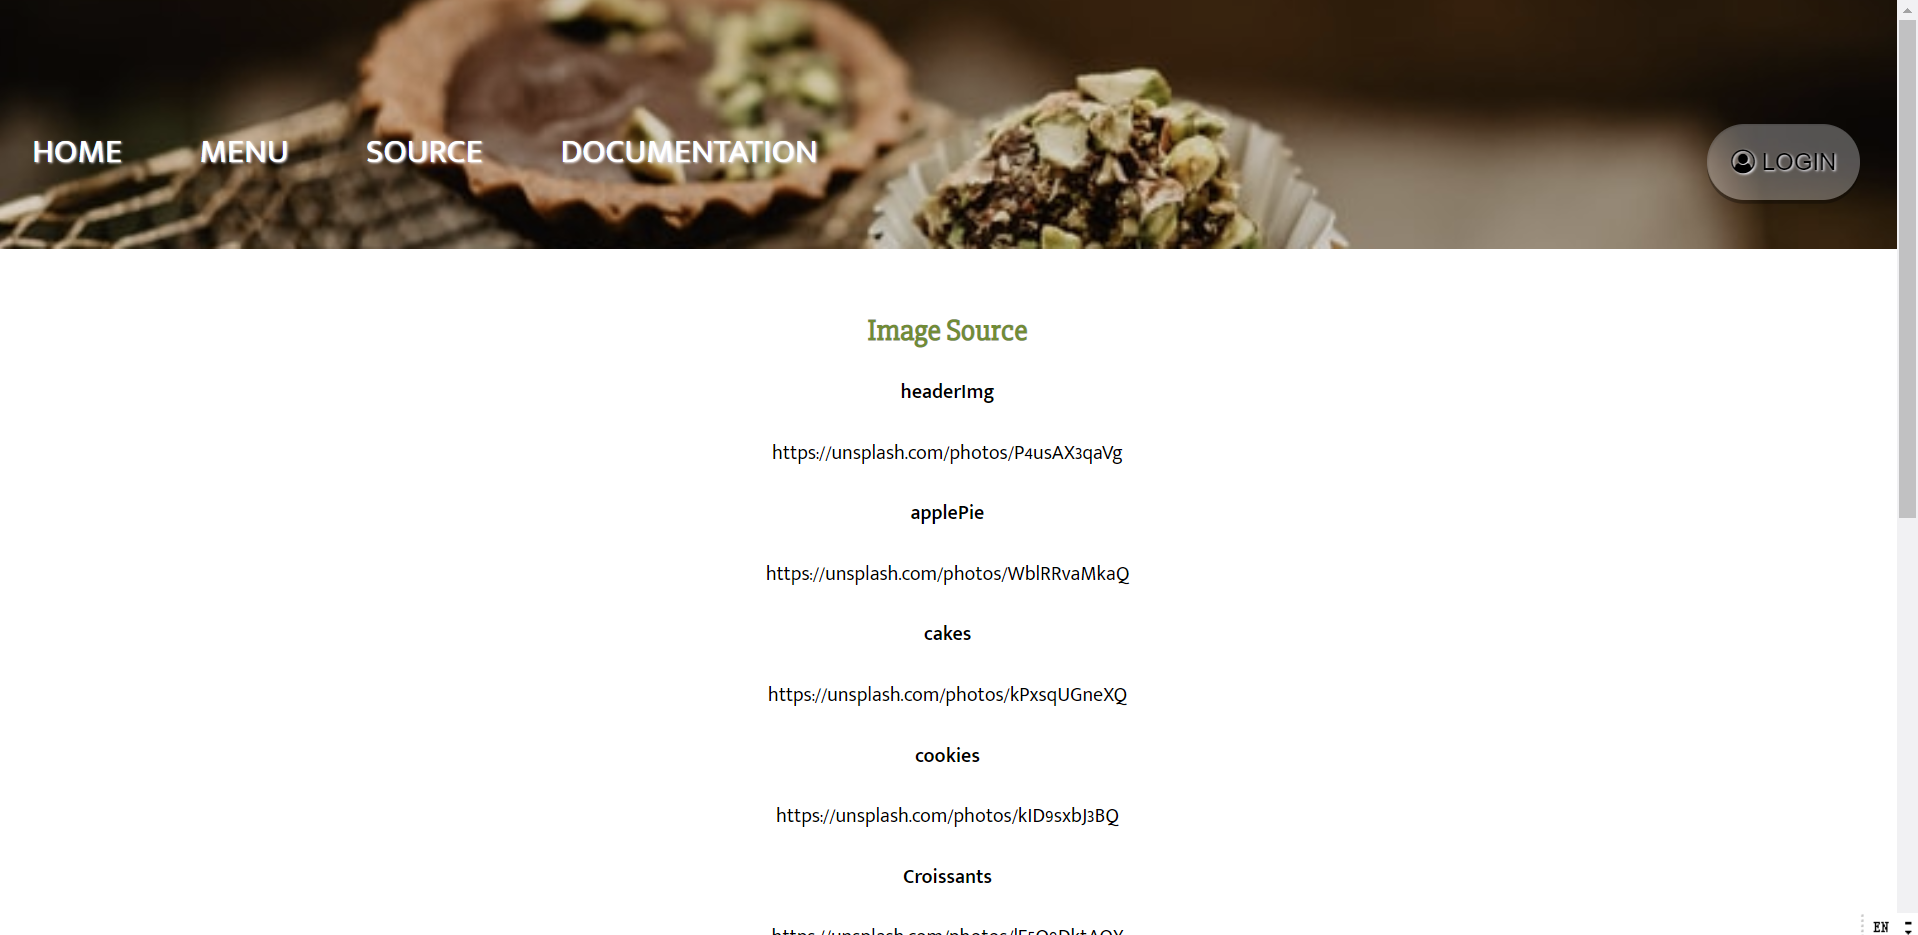 HOME MENU SOURCE DOCUMENTATION LOGIN
Image Source
headerImg
https://unsplash.com/photos/P4usAX3qaVg
applePie
https://unsplash.com/photos/WblRRvaMkaQ
cakes
https://unsplash.com/photos/kPxsqUGneXQ
cookies
https://unsplash.com/photos/kID9sxbJ3BQ
Croissants
EN